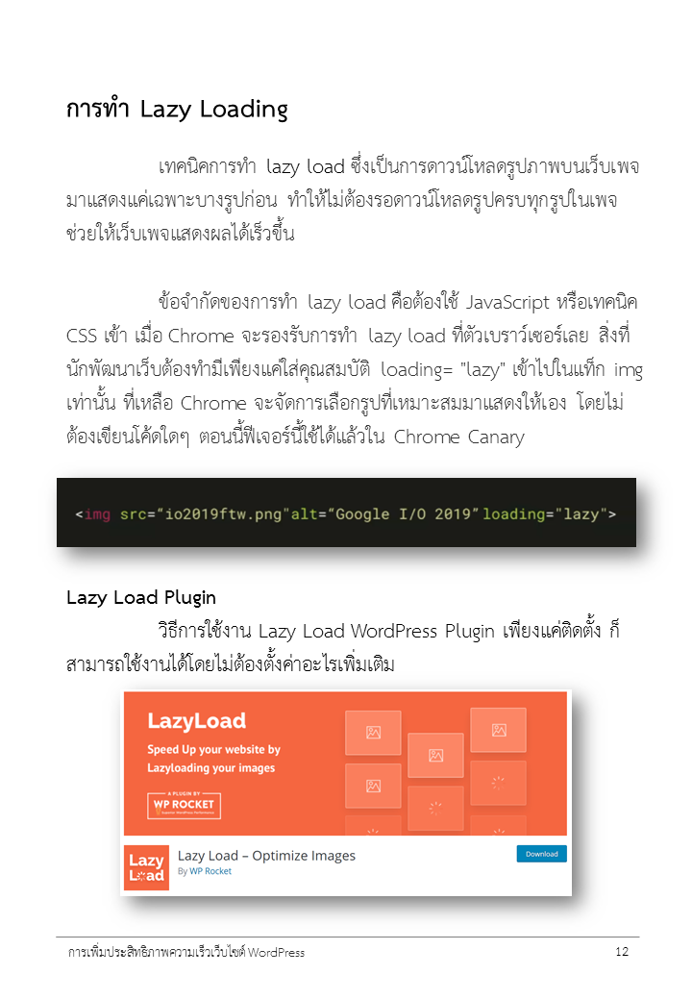 การทำ Lazy Loading
เทคนิคการทำ lazy load ซึ่งเป็นการดาวน์โหลดรูปภาพบนเว็บเพจ
มาแสดงแค่เฉพาะบางรูปก่อน ทำให้ไม่ต้องรอดาวน์โหลดรูปครบทุกรูปในเพจ
ช่วยให้เว็บเพจแสดงผลได้เร็วขึ้น
ข้อจำกัดของการทำ lazy load คือต้องใช้ JavaScript หรือเทคนิค
CSS เข้า เมื่อ Chrome จะรองรับการทำ lazy load ที่ตัวเบราว์เซอร์เลย สิ่งที่
นักพัฒนาเว็บต้องทำมีเพียงแค่ใส่คุณสมบัติ loading= "lazy" เข้าไปในแท็ก img
เท่านั้น ที่เหลือ Chrome จะจัดการเลือกรูปที่เหมาะสมมาแสดงให้เอง โดยไม่
ต้องเขียนโค้ดใดๆ ตอนนี้ฟีเจอร์นี้ใช้ได้แล้วใน Chrome Canary
<img src=“io2019ftw.png"alt=“Google I/O 2019” loading="lazy">
Lazy Load Plugin
วิธีการใช้งาน Lazy Load WordPress Plugin เพียงแค่ติดตั้ง ก็
สามารถใช้งานได้โดยไม่ต้องตั้งค่าอะไรเพิ่มเติม
LazyLoad
Speed Up your website by
Lazyloading your images
A PLUGIN BY
WP ROCKET
Superior WordPress Performance
Lazy
Load
Lazy Load – Optimize Images
By WP Rocket
Download
การเพิ่มประสิทธิภาพความเร็วเว็บไซต์ WordPress
12